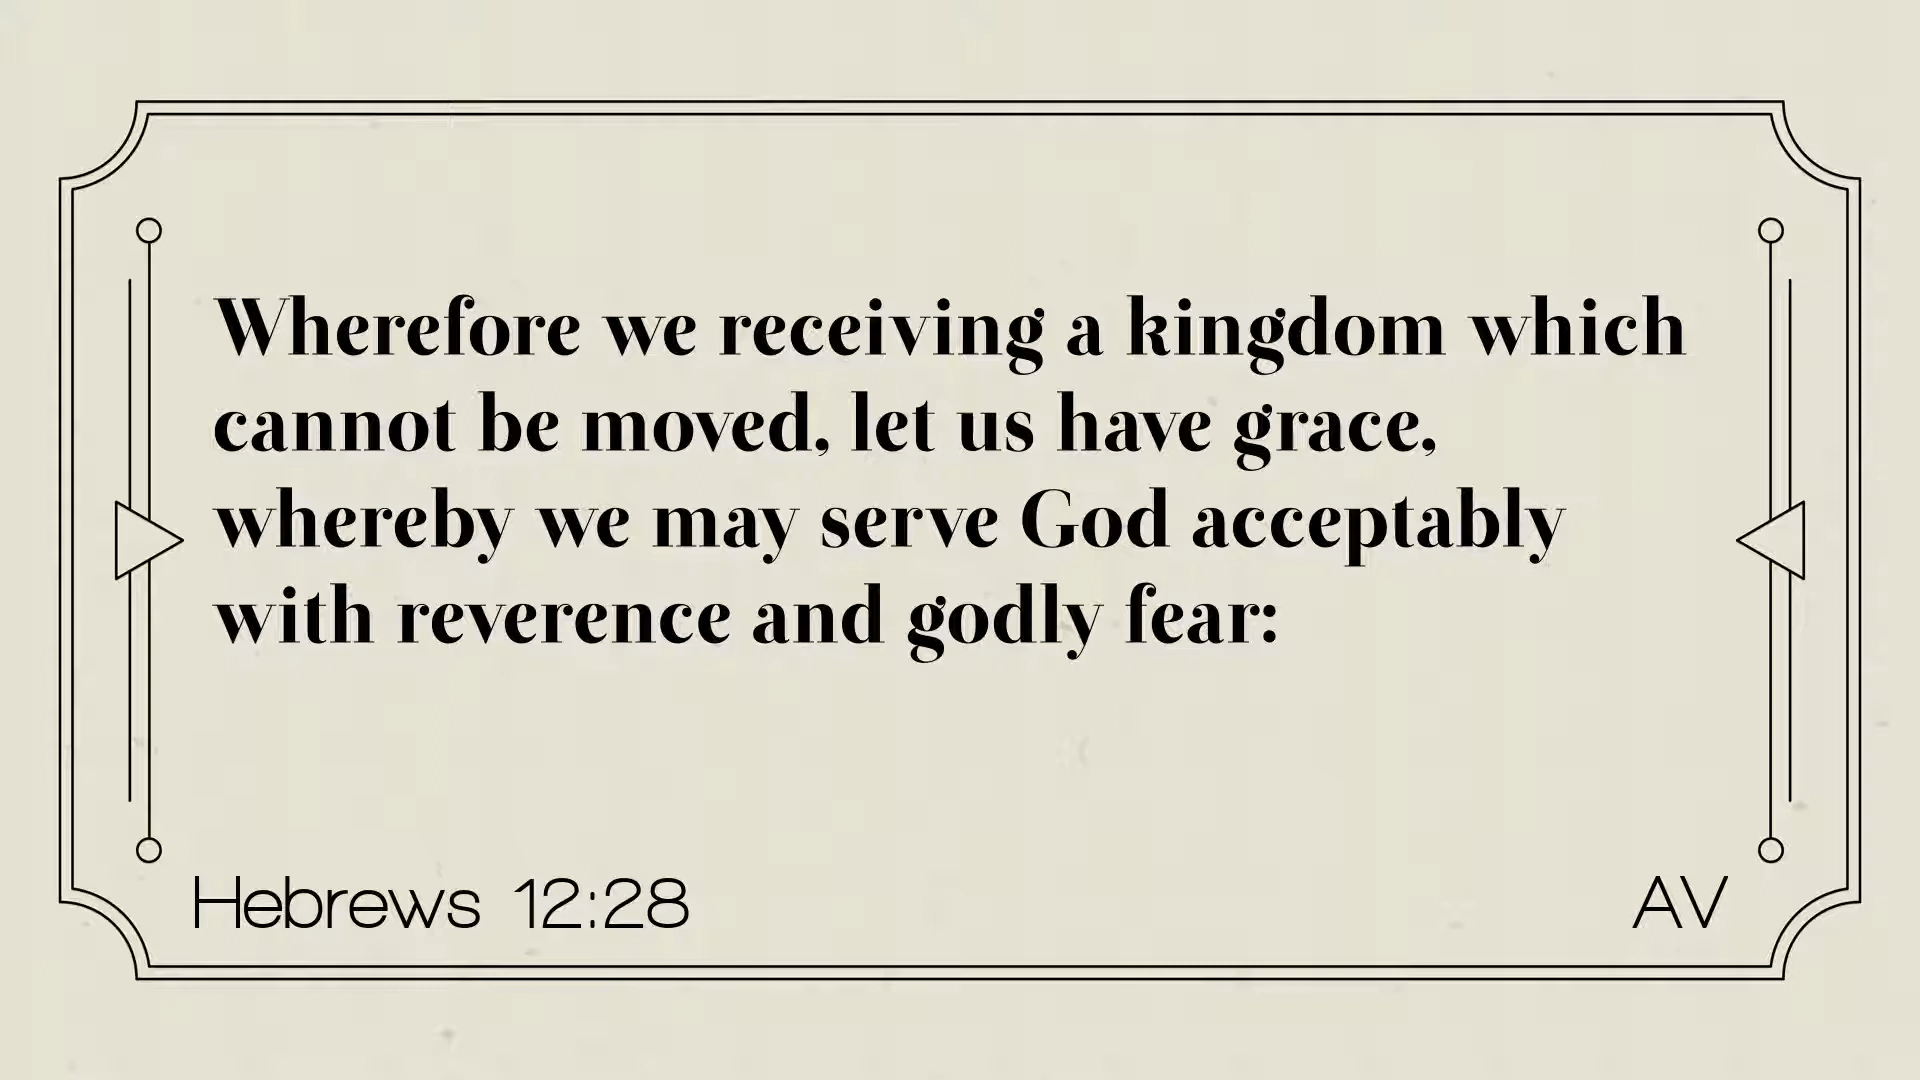 Wherefore we receiving a kingdom which
cannot be moved, let us have grace,
whereby we may serve God acceptably
with reverence and godly fear:
Hebrews 12:28
AV